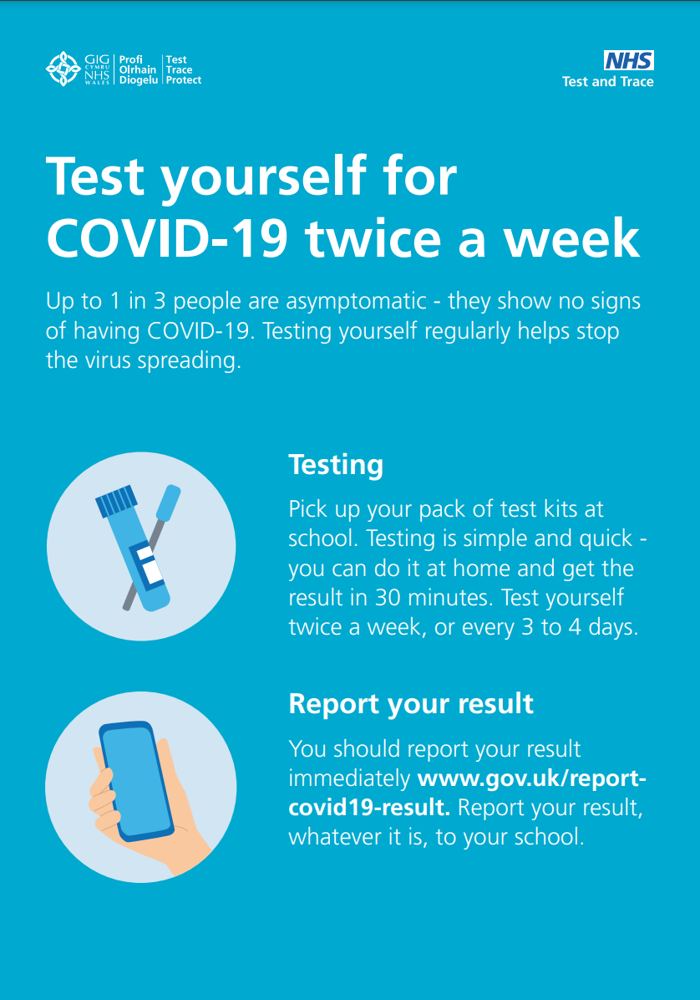 GIG
CYMRU
NHS
WALES
Profi
Olrhain
Diogelu
Test
Trace
Protect
NHS
Test and Trace
Test yourself for
COVID-19 twice a week
Up to 1 in 3 people are asymptomatic - they show no signs
of having COVID-19. Testing yourself regularly helps stop
the virus spreading.
Testing
Pick up your pack of test kits at
school. Testing is simple and quick -
you can do it at home and get the
result in 30 minutes. Test yourself
twice a week, or every 3 to 4 days.
Report your result
You should report your result
immediately www.gov.uk/report-
covid19-result. Report your result,
whatever it is, to your school.